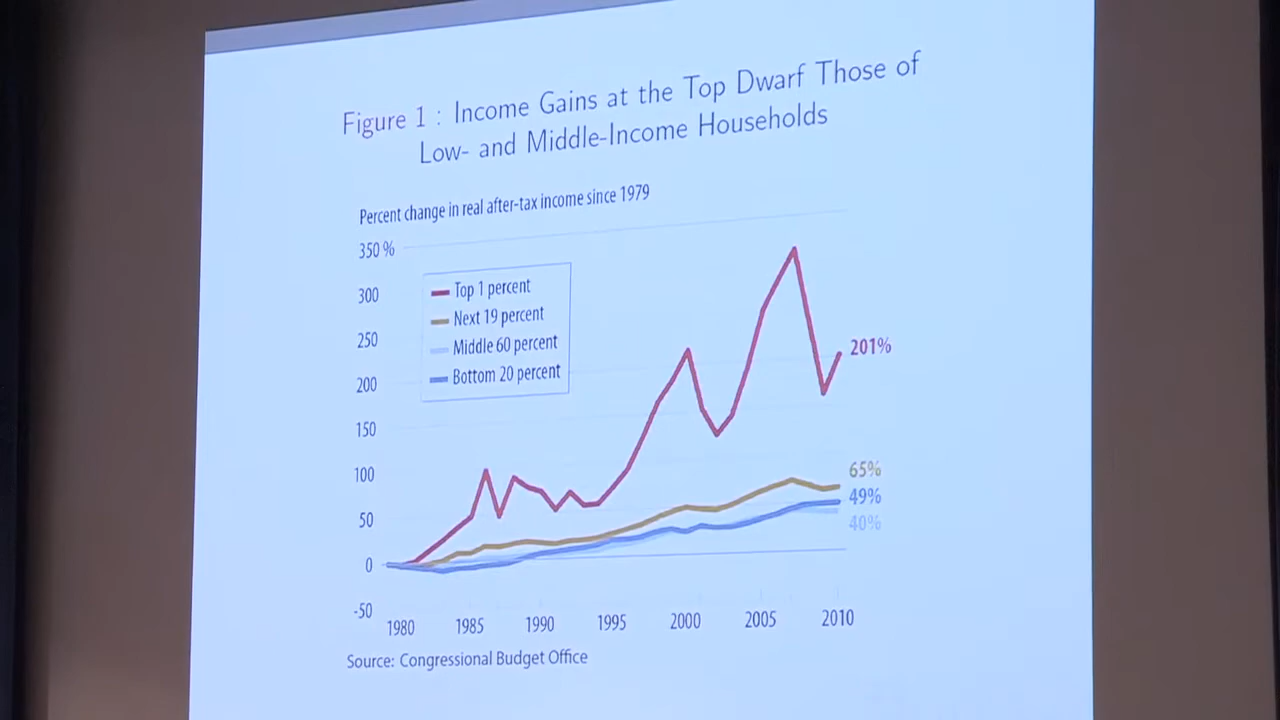 Figure 1 : Income Gains at the Top Dwarf Those of
Low- and Middle-Income Households
Percent change in real after-tax income since 1979
350 %
300
250
200
150
100
50
0
-50
Top 1 percent
Next 19 percent
Middle 60 percent
Bottom 20 percent
201%
65%
49%
40%
1980 1985 1990 1995 2000 2005 2010
Source: Congressional Budget Office